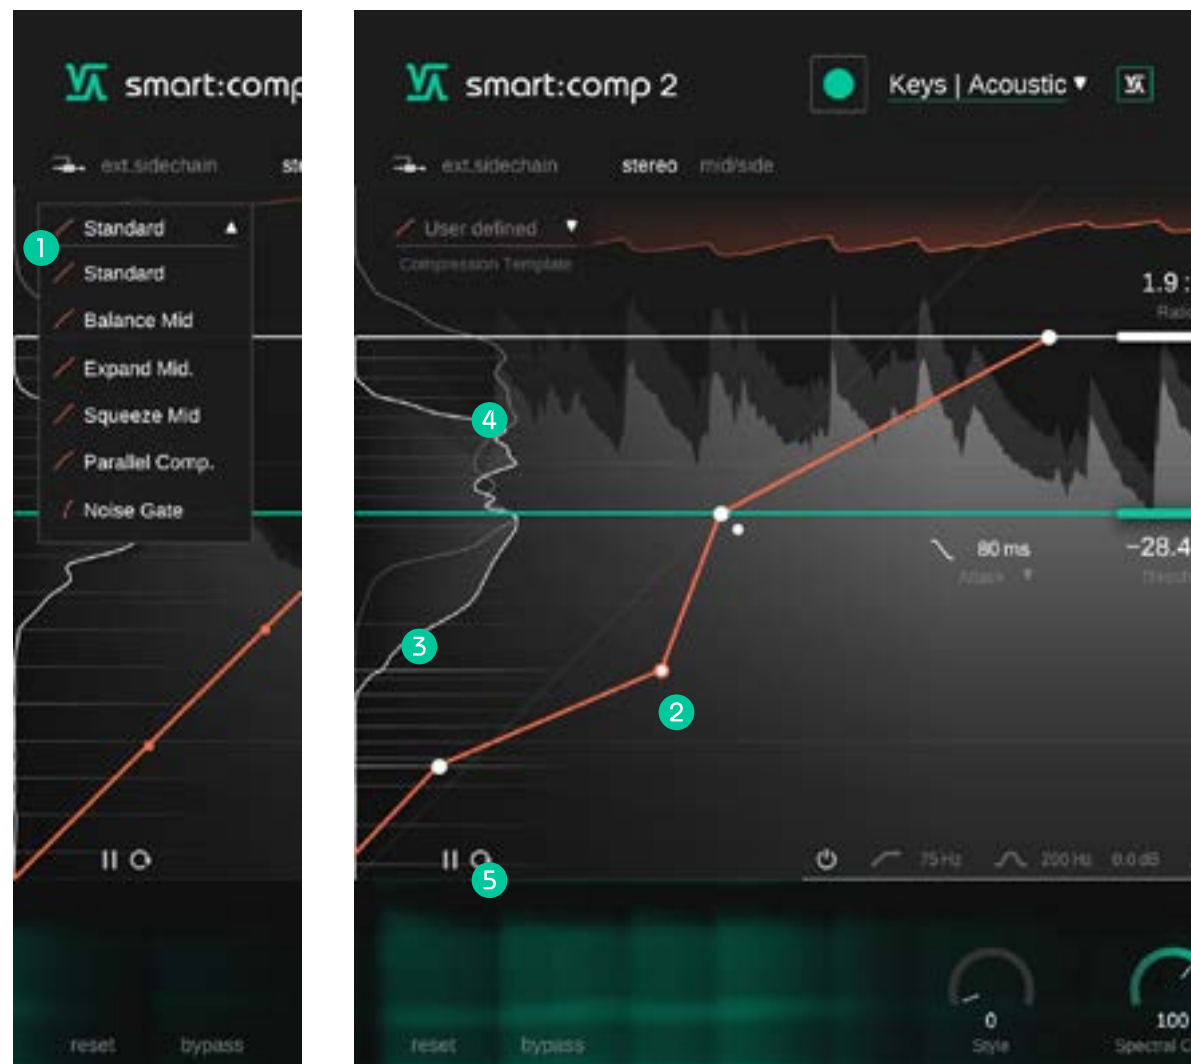 smart:comp
ext.sidechain
Standard
1
Standard
Balance Mid
Expand Mid.
Squeeze Mid
Parallel Comp.
Noise Gate
reset bypass
smart:comp 2 Keys | Acoustic
ext.sidechain stereo mid/side
User defined
Compression Template
1.9 :
4
80 ms −28.4
Attack
3
2
75 Hz 200 Hz 0.0 dB
5
0 100
Style Spectral
reset bypass